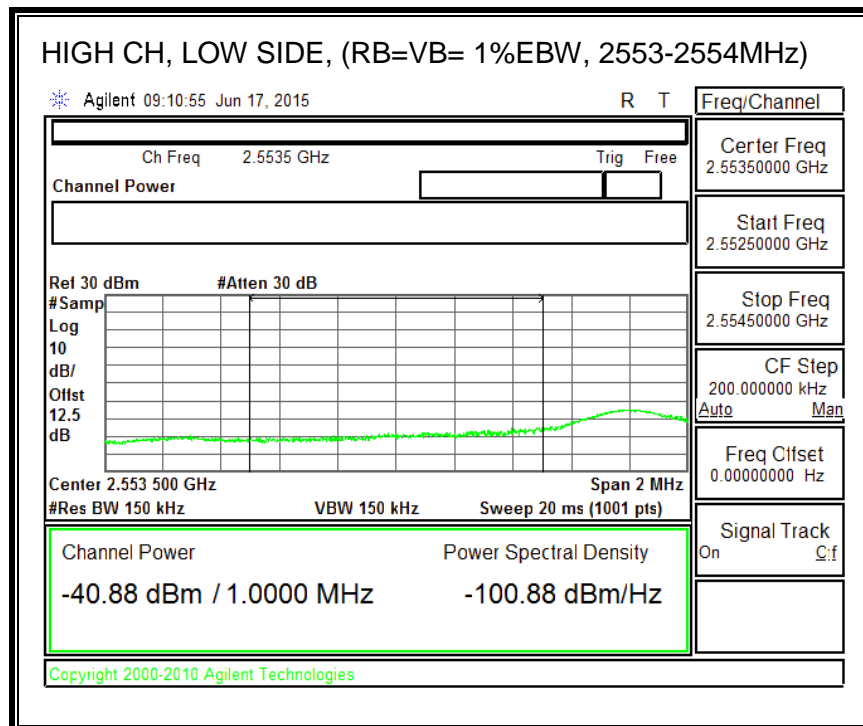 HIGH CH, LOW SIDE, (RB=VB= 1%EBW, 2553-2554MHz)
Agilent 09:10:55 Jun 17, 2015 R T
Freq/Channel
Ch Freq 2.5535 GHz Trig Free
Channel Power
Center Freq
2.55350000 GHz
Start Freq
2.55250000 GHz
Stop Freq
2.55450000 GHz
CF Step
200.000000 kHz
Auto Man
Freq Offset
0.00000000 Hz
Signal Track
On Off
Ref 30 dBm #Atten 30 dB
#Samp
Log
10
dB/
Offst
12.5
dB
Center 2.553 500 GHz Span 2 MHz
#Res BW 150 kHz VBW 150 kHz Sweep 20 ms (1001 pts)
Channel Power Power Spectral Density
-40.88 dBm / 1.0000 MHz -100.88 dBm/Hz
Copyright 2000-2010 Agilent Technologies